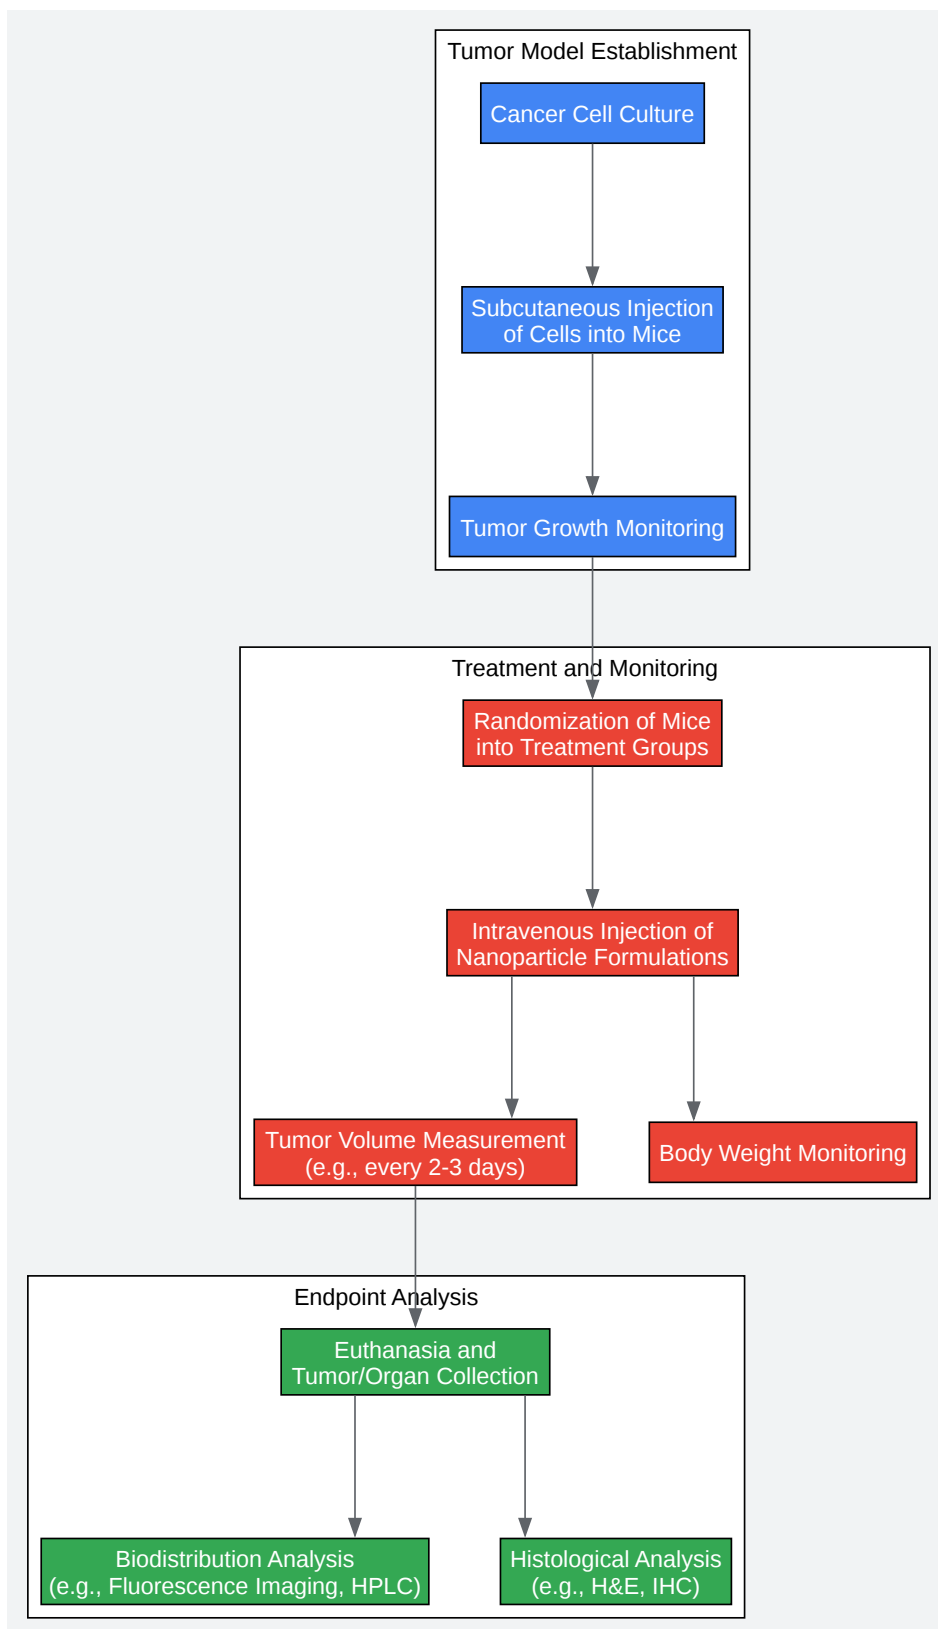 Tumor Model Establishment
Cancer Cell Culture
Subcutaneous Injection
of Cells into Mice
Tumor Growth Monitoring
Treatment and Monitoring
Randomization of Mice
into Treatment Groups
Intravenous Injection of
Nanoparticle Formulations
Tumor Volume Measurement
(e.g., every 2-3 days)
Body Weight Monitoring
Endpoint Analysis
Euthanasia and
Tumor/Organ Collection
Biodistribution Analysis
(e.g., Fluorescence Imaging, HPLC)
Histological Analysis
(e.g., H&E, IHC)